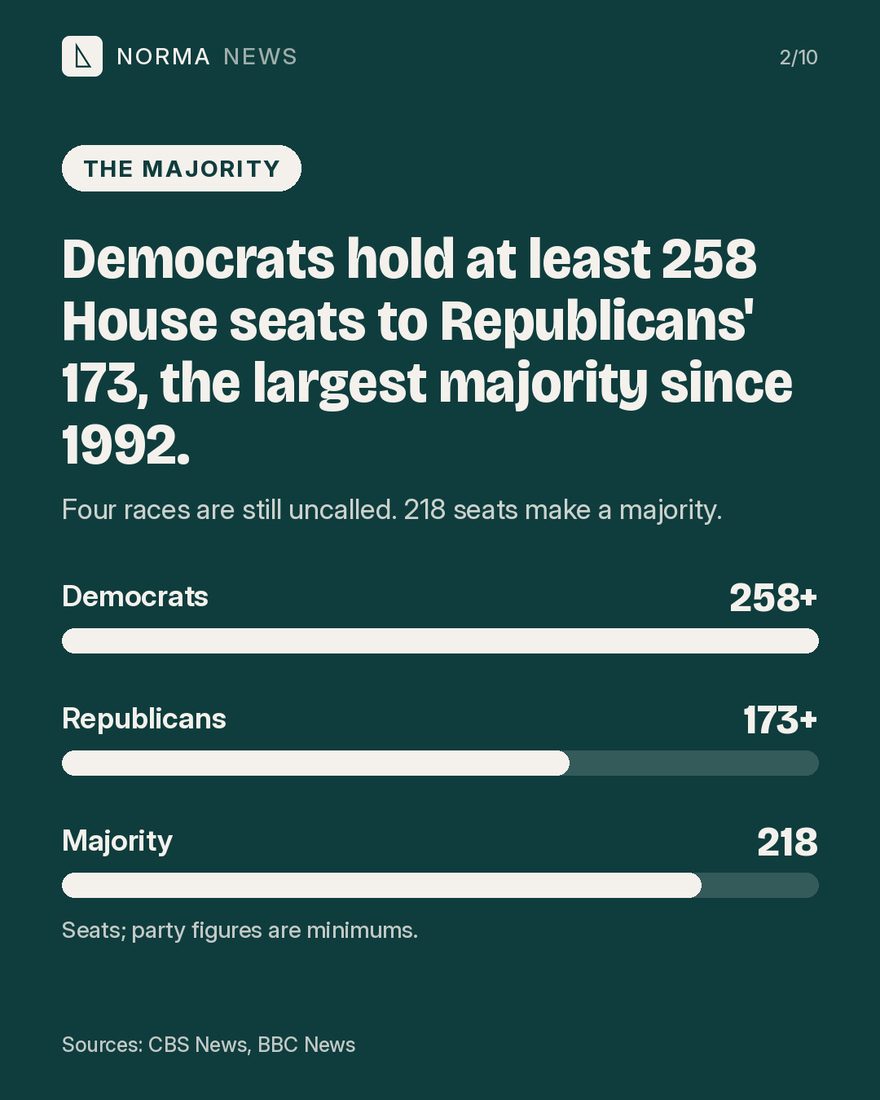 NORMA NEWS
2/10
THE MAJORITY
Democrats hold at least 258
House seats to Republicans'
173, the largest majority since
1992.
Four races are still uncalled. 218 seats make a majority.
Democrats 258+
Republicans 173+
Majority 218
Seats; party figures are minimums.
Sources: CBS News, BBC News